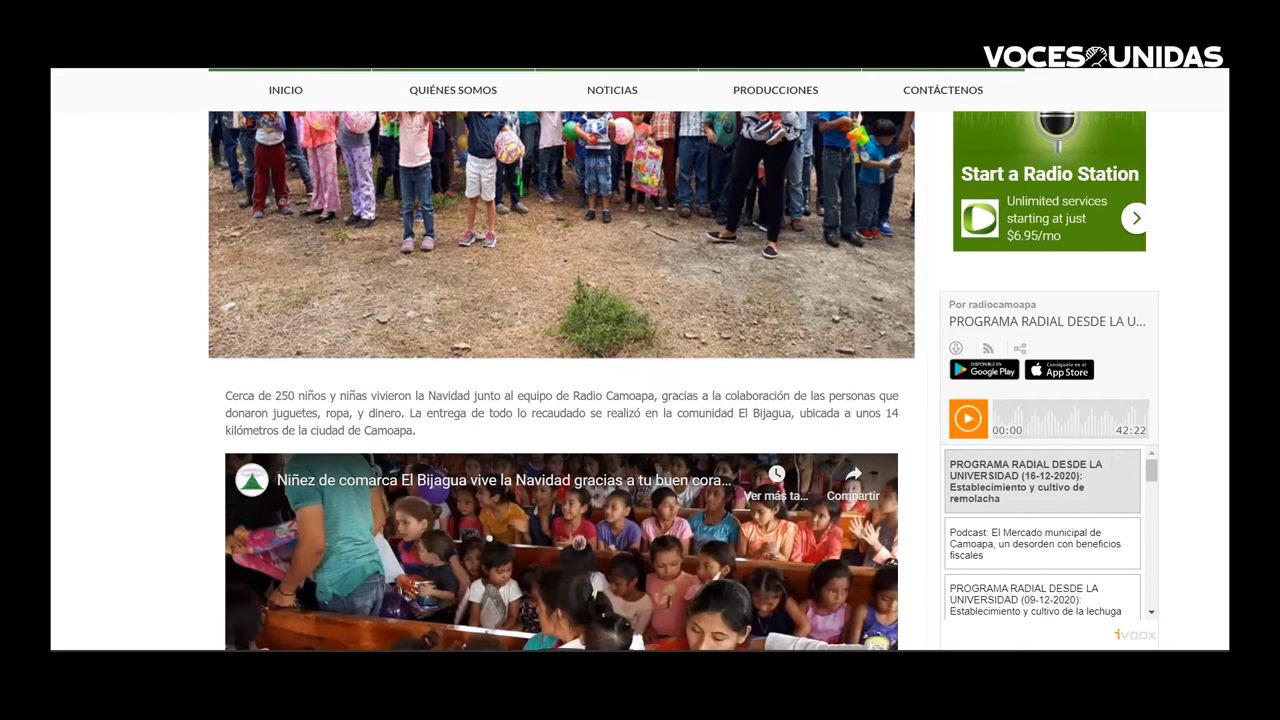 VOCES UNIDAS
INICIO
QUIÉNES SOMOS
NOTICIAS
PRODUCCIONES
CONTÁCTENOS
Start a Radio Station
Unlimited services
starting at just
$6.95/mo
Cerca de 250 niños y niñas vivieron la Navidad junto al equipo de Radio Camoapa, gracias a la colaboración de las personas que
donaron juguetes, ropa, y dinero. La entrega de todo lo recaudado se realizó en la comunidad El Bijagua, ubicada a unos 14
kilómetros de la ciudad de Camoapa.
Niñez de comarca El Bijagua vive la Navidad gracias a tu buen cora...
Ver más ta...
Compartir
Por radiocamoapa
PROGRAMA RADIAL DESDE LA U...
DISPONIBLE EN
Google Play
Consíguelo en el
App Store
00:00
42:22
PROGRAMA RADIAL DESDE LA
UNIVERSIDAD (16-12-2020):
Establecimiento y cultivo de
remolacha
Podcast: El Mercado municipal de
Camoapa, un desorden con beneficios
fiscales
PROGRAMA RADIAL DESDE LA
UNIVERSIDAD (09-12-2020):
Establecimiento y cultivo de la lechuga
ivoox